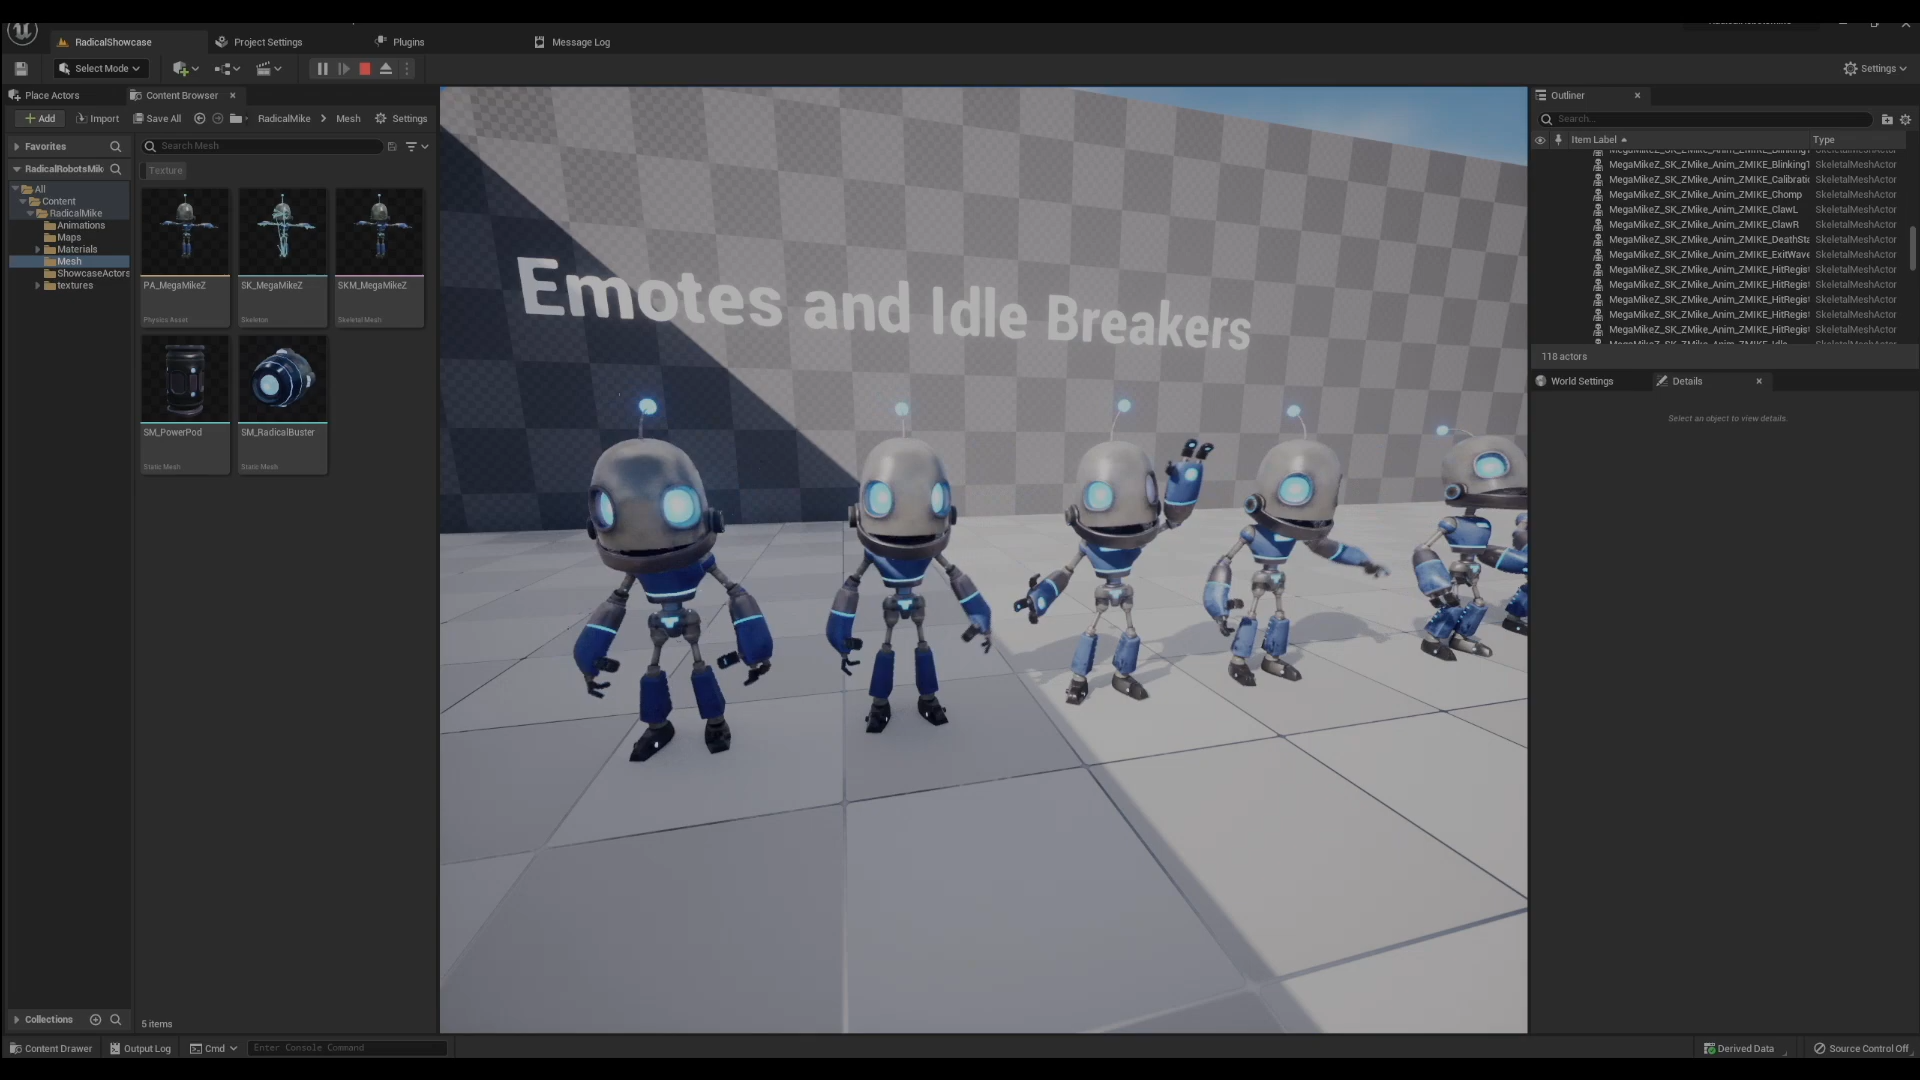 RadicalShowcase
Project Settings
Plugins
Message Log
Select Mode
Settings
Place Actors
Content Browser
Add
Import
Save All
RadicalMike
Mesh
Settings
Favorites
Search Mesh
RadicalRobotsMik
Texture
All
Content
RadicalMike
Animations
Maps
Materials
Mesh
ShowcaseActors
textures
PA_MegaMikeZ
Physics Asset
SK_MegaMikeZ
Skeleton
SKM_MegaMikeZ
Skeletal Mesh
SM_PowerPod
Static Mesh
SM_RadicalBuster
Static Mesh
Emotes and Idle Breakers
Outliner
Search...
Item Label
Type
MegaMikeZ_SK_ZMike_Anim_ZMIKE_BlinkingT SkeletalMeshActor
MegaMikeZ_SK_ZMike_Anim_ZMIKE_Calibratio SkeletalMeshActor
MegaMikeZ_SK_ZMike_Anim_ZMIKE_Chomp SkeletalMeshActor
MegaMikeZ_SK_ZMike_Anim_ZMIKE_ClawL SkeletalMeshActor
MegaMikeZ_SK_ZMike_Anim_ZMIKE_ClawR SkeletalMeshActor
MegaMikeZ_SK_ZMike_Anim_ZMIKE_DeathSta SkeletalMeshActor
MegaMikeZ_SK_ZMike_Anim_ZMIKE_ExitWave SkeletalMeshActor
MegaMikeZ_SK_ZMike_Anim_ZMIKE_HitRegist SkeletalMeshActor
MegaMikeZ_SK_ZMike_Anim_ZMIKE_HitRegist SkeletalMeshActor
MegaMikeZ_SK_ZMike_Anim_ZMIKE_HitRegist SkeletalMeshActor
MegaMikeZ_SK_ZMike_Anim_ZMIKE_HitRegist SkeletalMeshActor
MegaMikeZ_SK_ZMike_Anim_ZMIKE_HitRegist SkeletalMeshActor
118 actors
World Settings
Details
Select an object to view details.
Collections
5 items
Content Drawer
Output Log
Cmd
Enter Console Command
Derived Data
Source Control Off